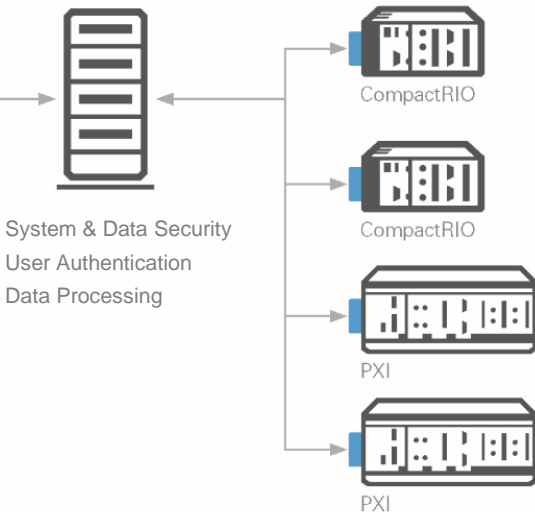 CompactRIO
CompactRIO
System & Data Security
User Authentication
Data Processing
PXI
PXI